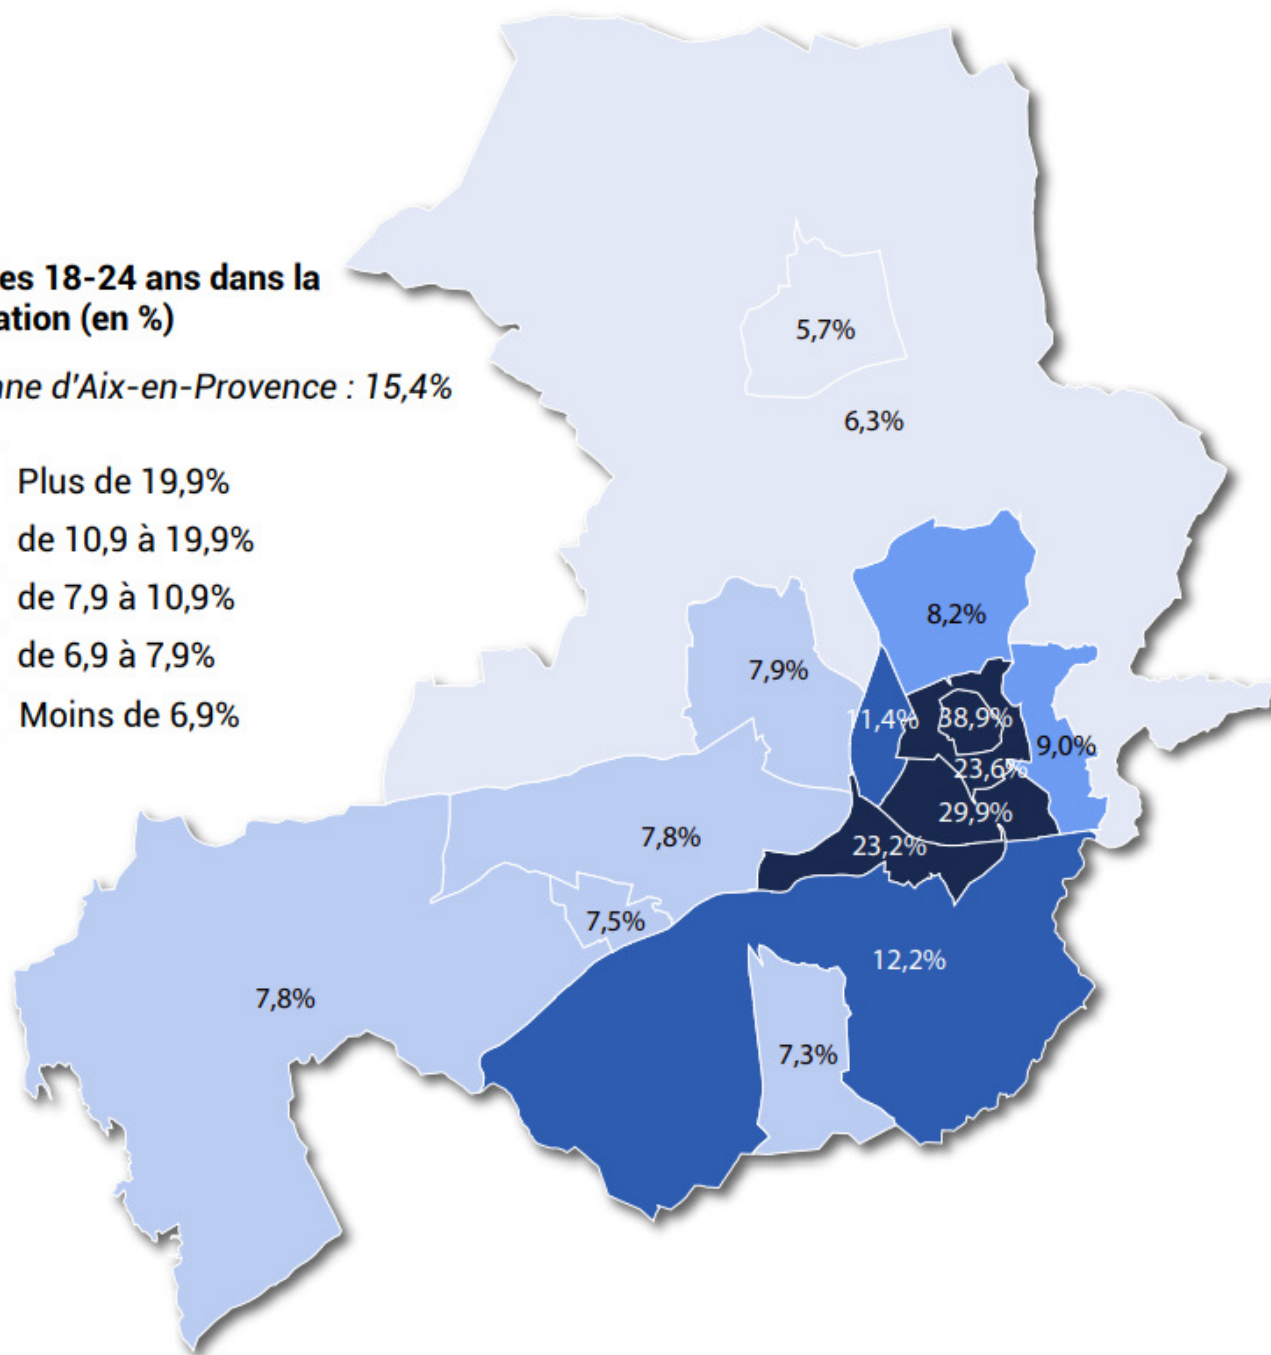 es 18-24 ans dans la
ation (en %)
nne d'Aix-en-Provence : 15,4%
Plus de 19,9%
de 10,9 à 19,9%
de 7,9 à 10,9%
de 6,9 à 7,9%
Moins de 6,9%
5,7%
6,3%
8,2%
7,9%
11,4%
38,9%
9,0%
23,6%
29,9%
7,8%
23,2%
7,5%
12,2%
7,8%
7,3%